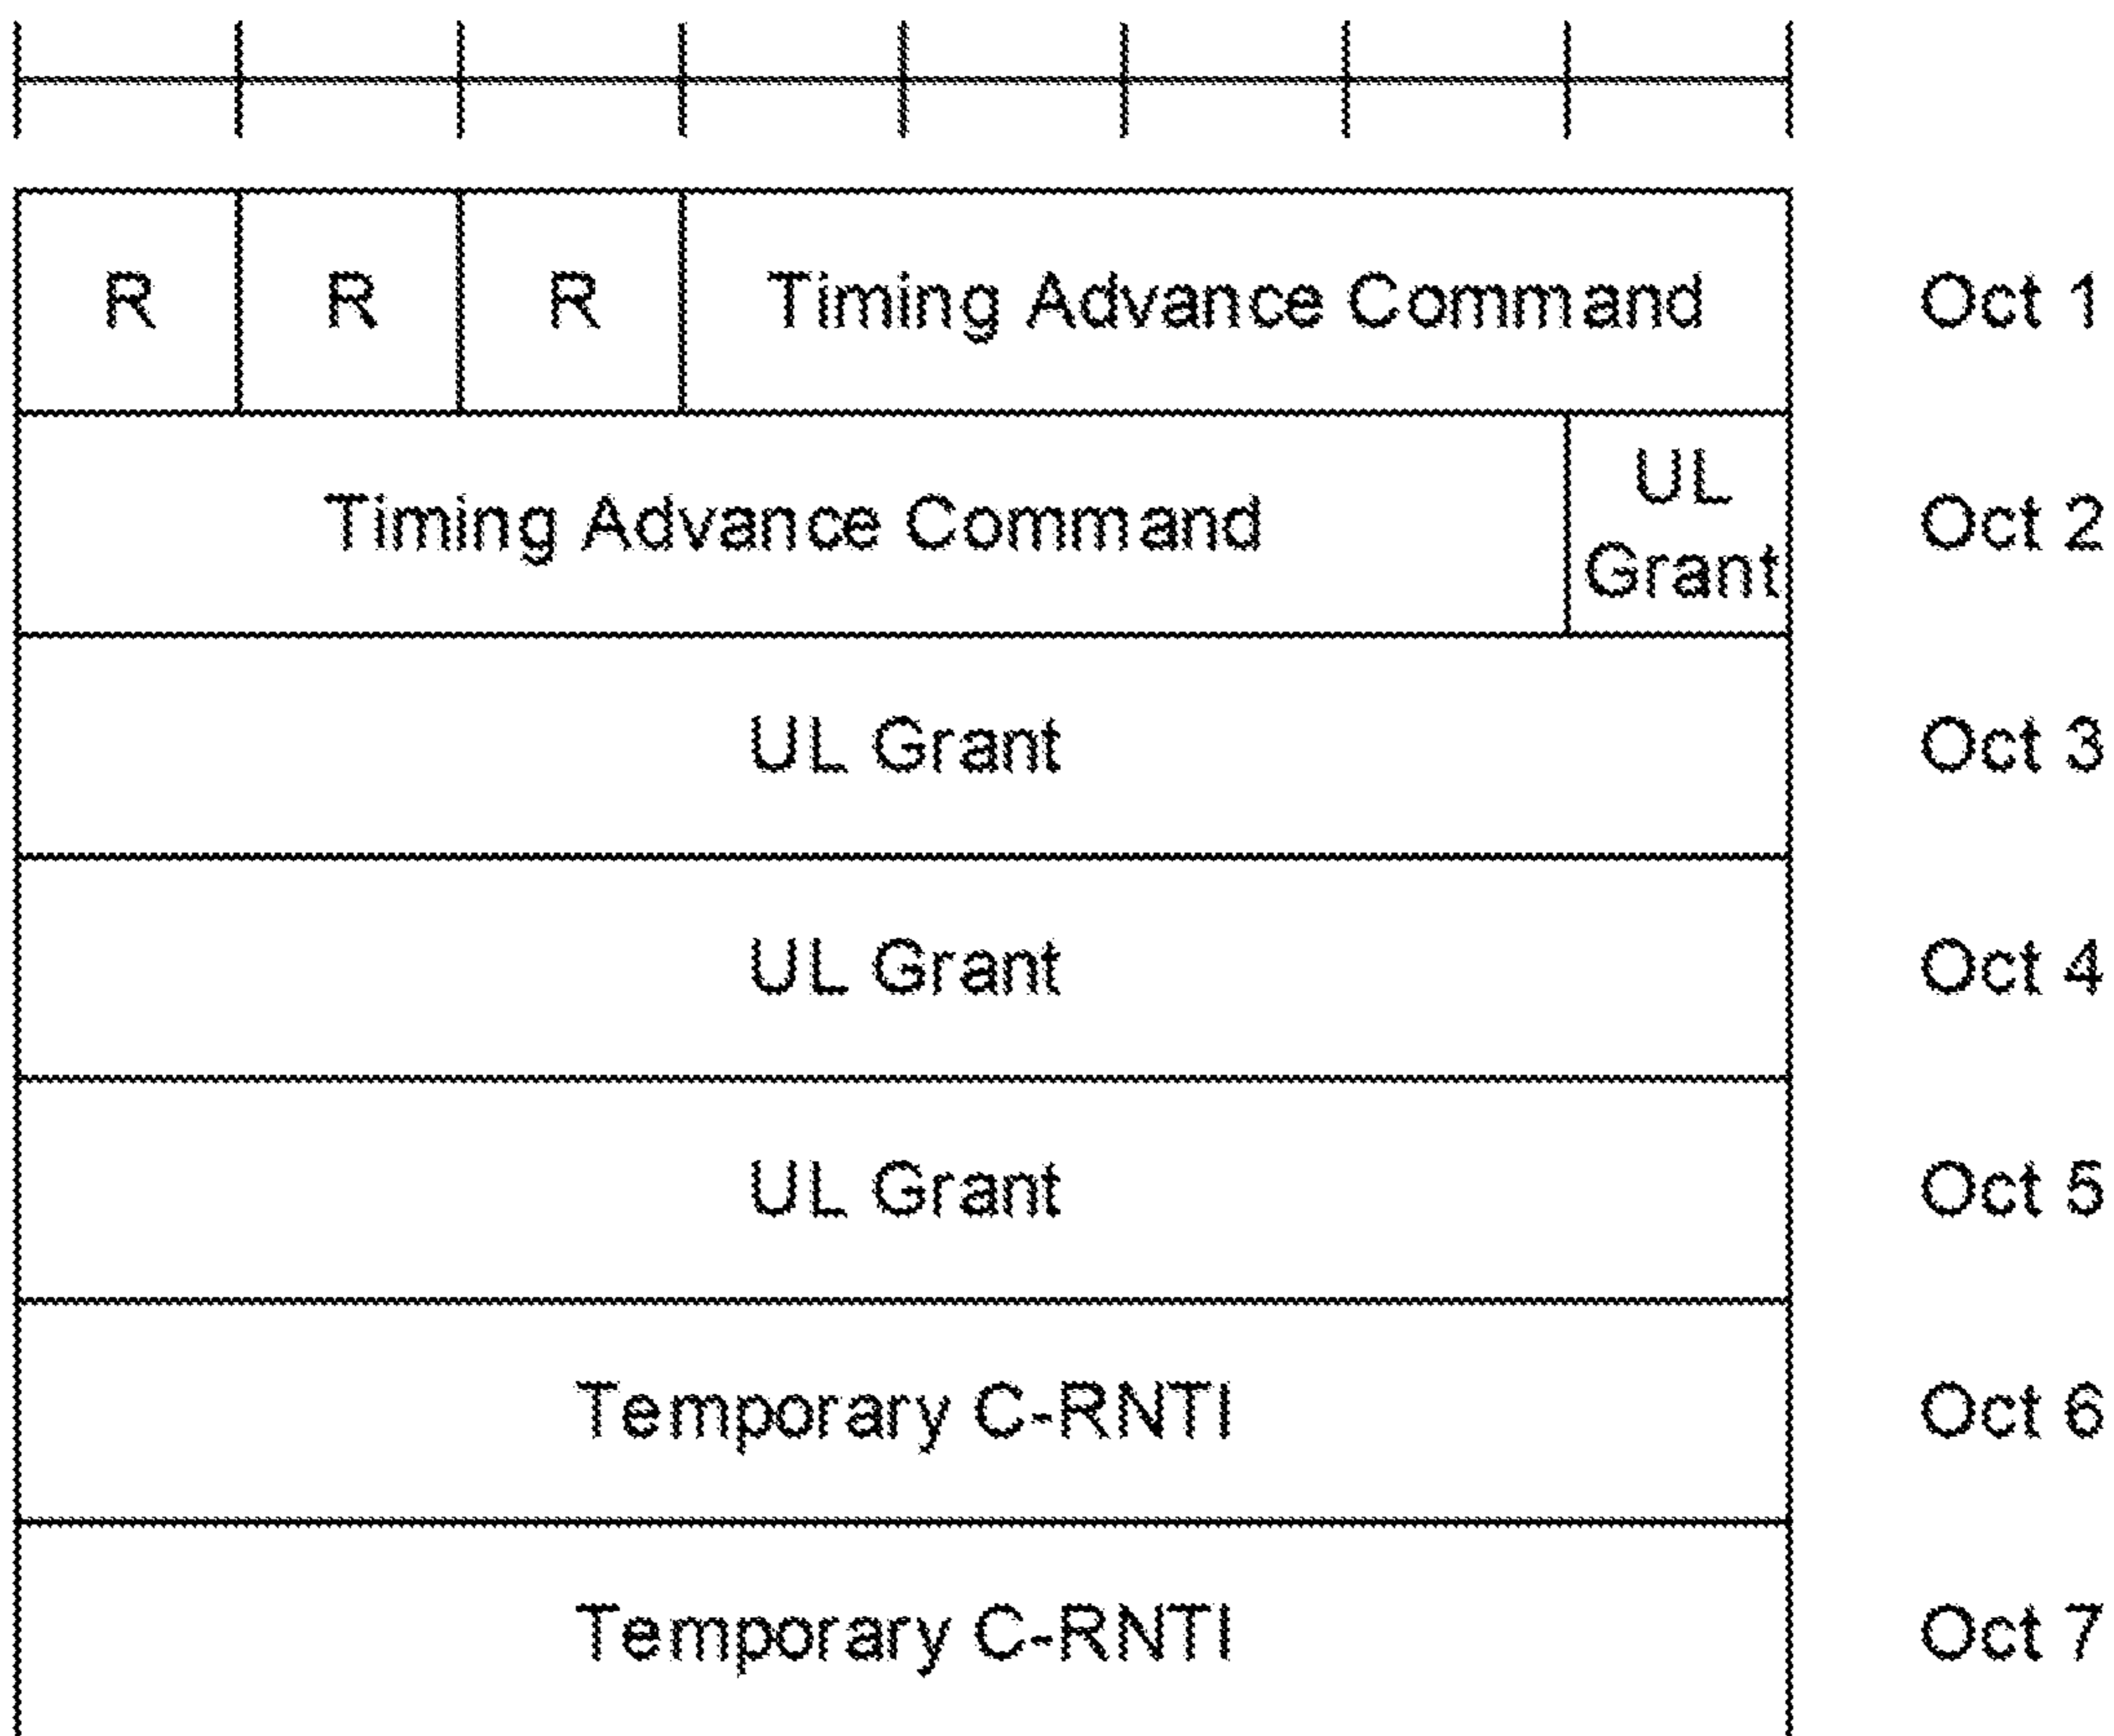 R R R Timing Advance Command Oct 1
Timing Advance Command UL Grant Oct 2
UL Grant Oct 3
UL Grant Oct 4
UL Grant Oct 5
Temporary C-RNTI Oct 6
Temporary C-RNTI Oct 7